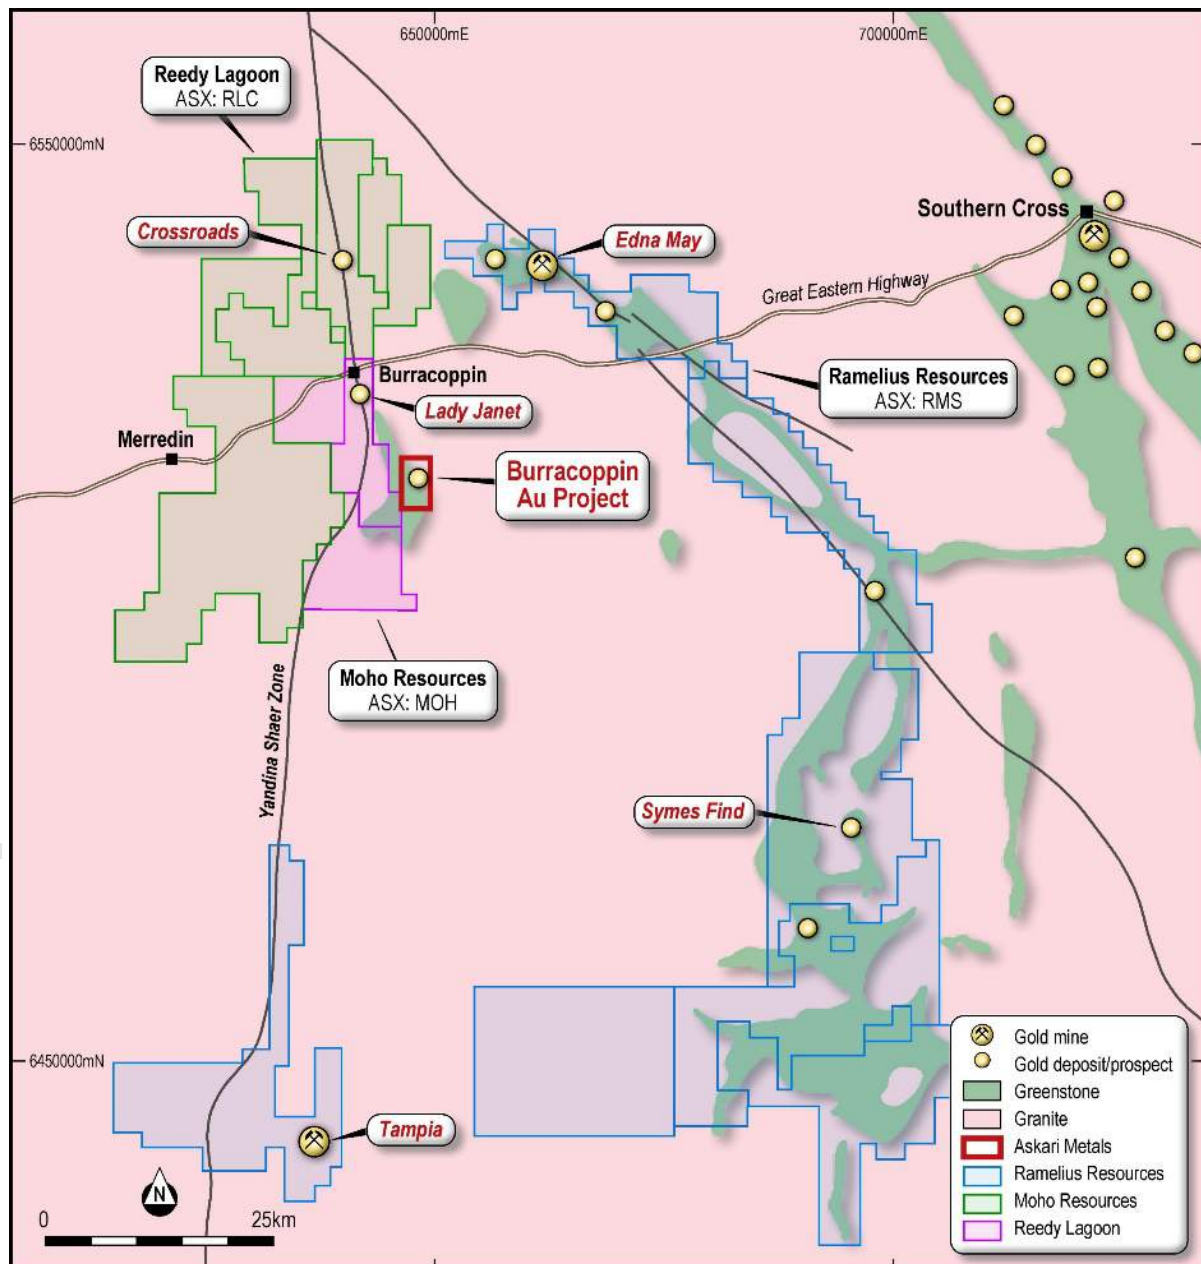 650000mE
700000mE
Reedy Lagoon
ASX: RLC
6550000mN
Southern Cross
Crossroads
Edna May
Great Eastern Highway
Burracoppin
Ramelius Resources
ASX: RMS
Lady Janet
Merredin
Burracoppin
Au Project
Moho Resources
ASX: MOH
Yandina Shaer Zone
Symes Find
6450000mN
Tampia
N
0
25km
Gold mine
Gold deposit/prospect
Greenstone
Granite
Askari Metals
Ramelius Resources
Moho Resources
Reedy Lagoon